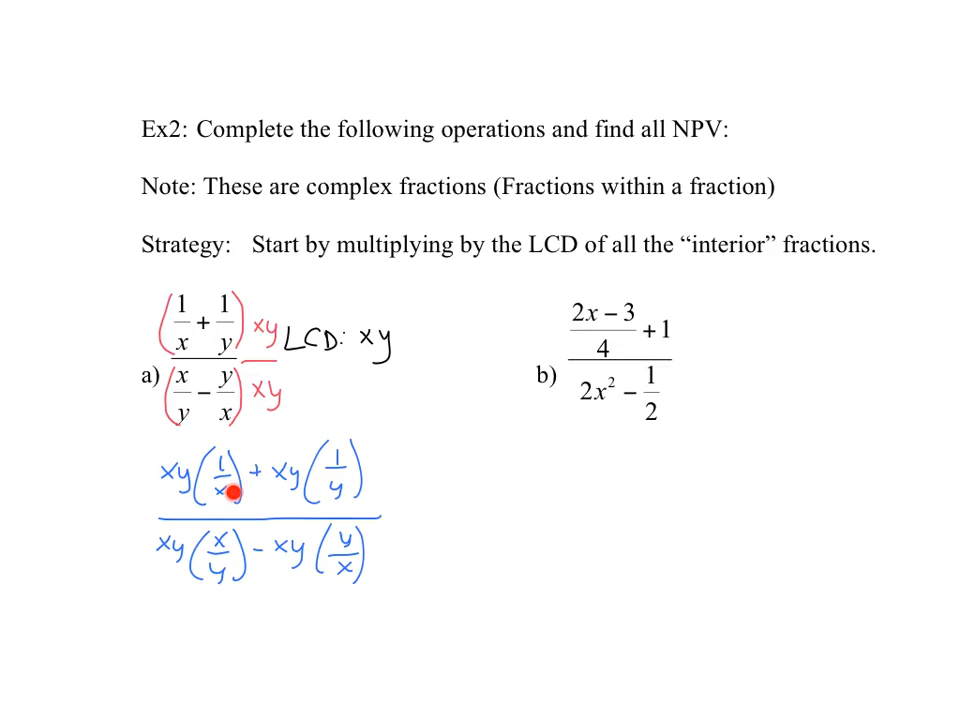 Ex2: Complete the following operations and find all NPV:
Note: These are complex fractions (Fractions within a fraction)
Strategy: Start by multiplying by the LCD of all the “interior” fractions.
a) (1/x + 1/y) xy / (x/y − y/x) xy LCD: xy
b) ((2x − 3)/4 + 1) / (2x² − 1/2)
xy(1/x) + xy(1/y)
xy(x/y) − xy(y/x)